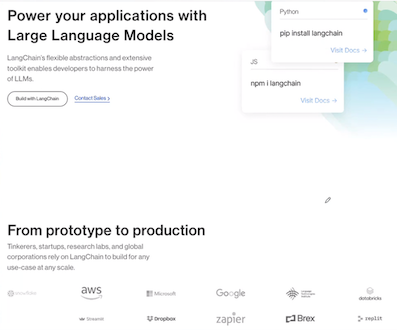 Power your applications with
Large Language Models
LangChain's flexible abstractions and extensive
toolkit enables developers to harness the power
of LLMs.
Build with LangChain
Contact Sales >
Python
pip install langchain
Visit Docs →
JS
npm i langchain
Visit Docs →
From prototype to production
Tinkerers, startups, research labs, and global
corporations rely on LangChain to build for any
use-case at any scale.
aws
Microsoft
Google
databricks
Streamlit
Dropbox
zapier
Brex
replit